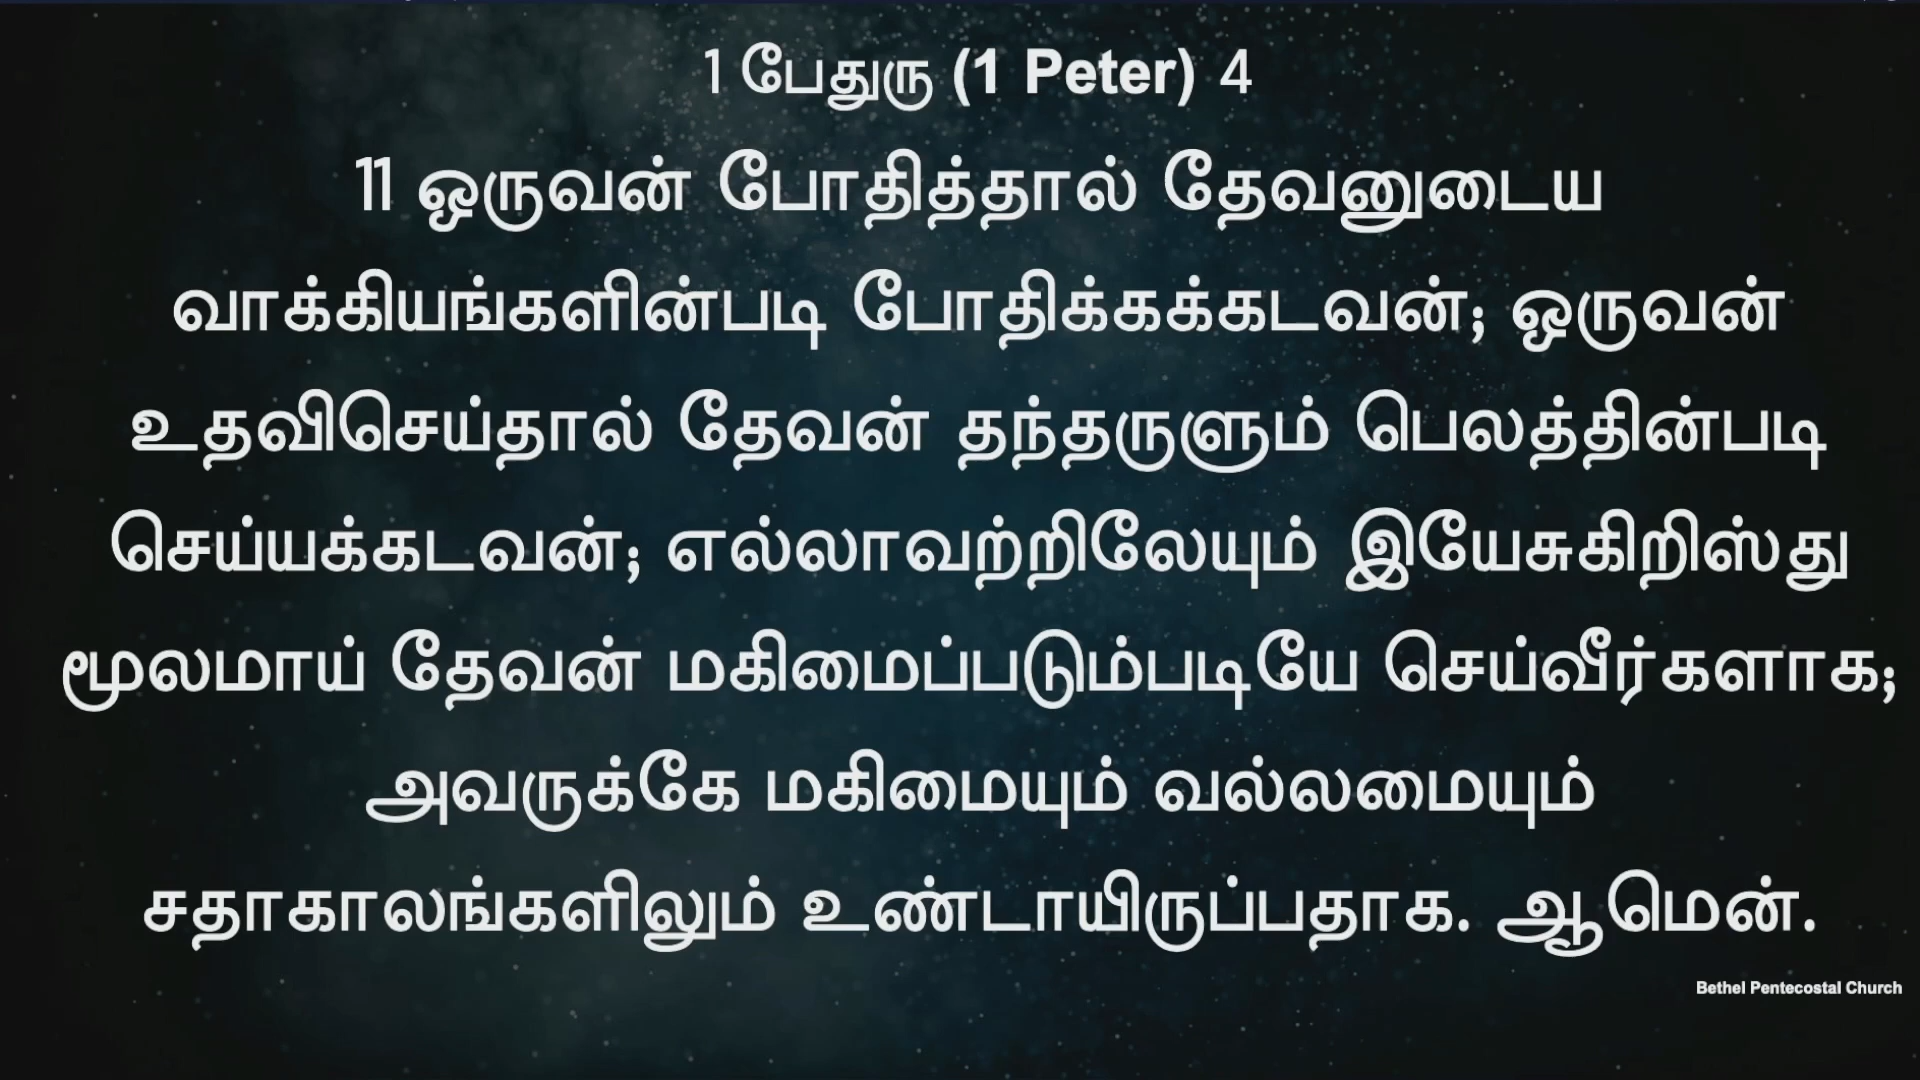 1 பேதுரு (1 Peter) 4
11 ஒருவன் போதித்தால் தேவனுடைய
வாக்கியங்களின்படி போதிக்கக்கடவன்; ஒருவன்
உதவிசெய்தால் தேவன் தந்தருளும் பெலத்தின்படி
செய்யக்கடவன்; எல்லாவற்றிலேயும் இயேசுகிறிஸ்து
மூலமாய் தேவன் மகிமைப்படும்படியே செய்வீர்களாக;
அவருக்கே மகிமையும் வல்லமையும்
சதாகாலங்களிலும் உண்டாயிருப்பதாக. ஆமென்.
Bethel Pentecostal Church